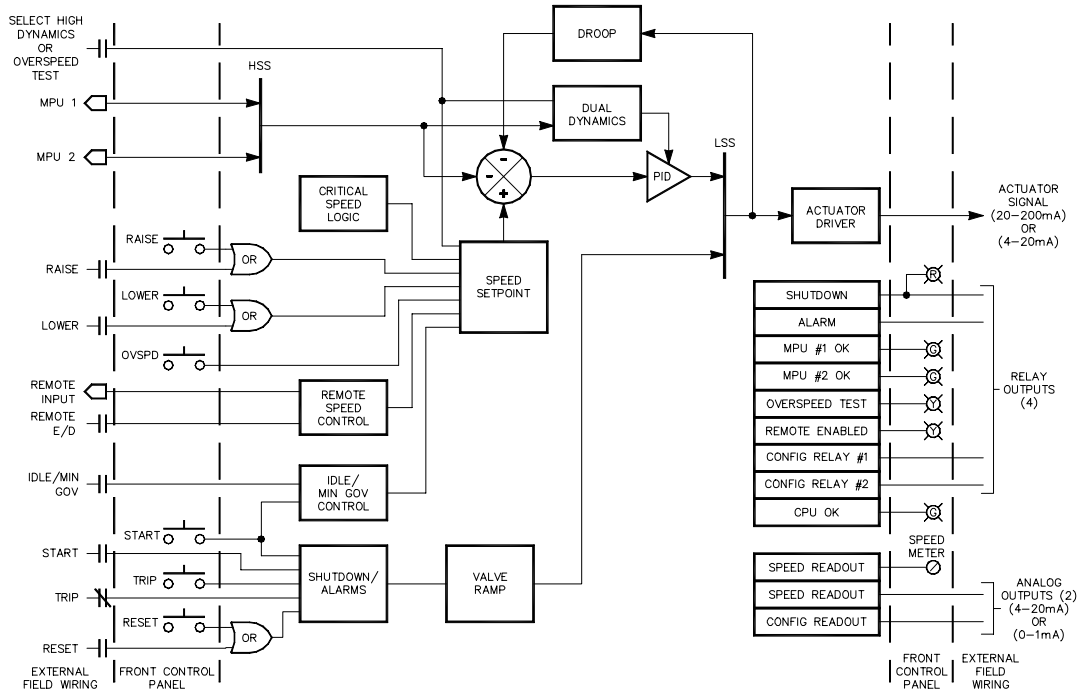 SELECT HIGH
DYNAMICS
OR
OVERSPEED
TEST
MPU 1
MPU 2
HSS
DROOP
DUAL
DYNAMICS
-
-
+
PID
LSS
ACTUATOR
DRIVER
ACTUATOR
SIGNAL
(20-200mA)
OR
(4-20mA)
CRITICAL
SPEED
LOGIC
RAISE
RAISE
OR
LOWER
LOWER
OR
OVSPD
SPEED
SETPOINT
REMOTE
INPUT
REMOTE
E/D
REMOTE
SPEED
CONTROL
IDLE/MIN
GOV
IDLE/
MIN GOV
CONTROL
START
START
TRIP
TRIP
RESET
RESET
OR
SHUTDOWN/
ALARMS
VALVE
RAMP
SHUTDOWN
R
ALARM
MPU #1 OK
G
MPU #2 OK
G
OVERSPEED TEST
Y
REMOTE ENABLED
Y
CONFIG RELAY #1
CONFIG RELAY #2
CPU OK
G
RELAY
OUTPUTS
(4)
SPEED
METER
SPEED READOUT
SPEED READOUT
CONFIG READOUT
ANALOG
OUTPUTS (2)
(4-20mA)
OR
(0-1mA)
EXTERNAL
FIELD WIRING
FRONT CONTROL
PANEL
FRONT
CONTROL
PANEL
EXTERNAL
FIELD
WIRING